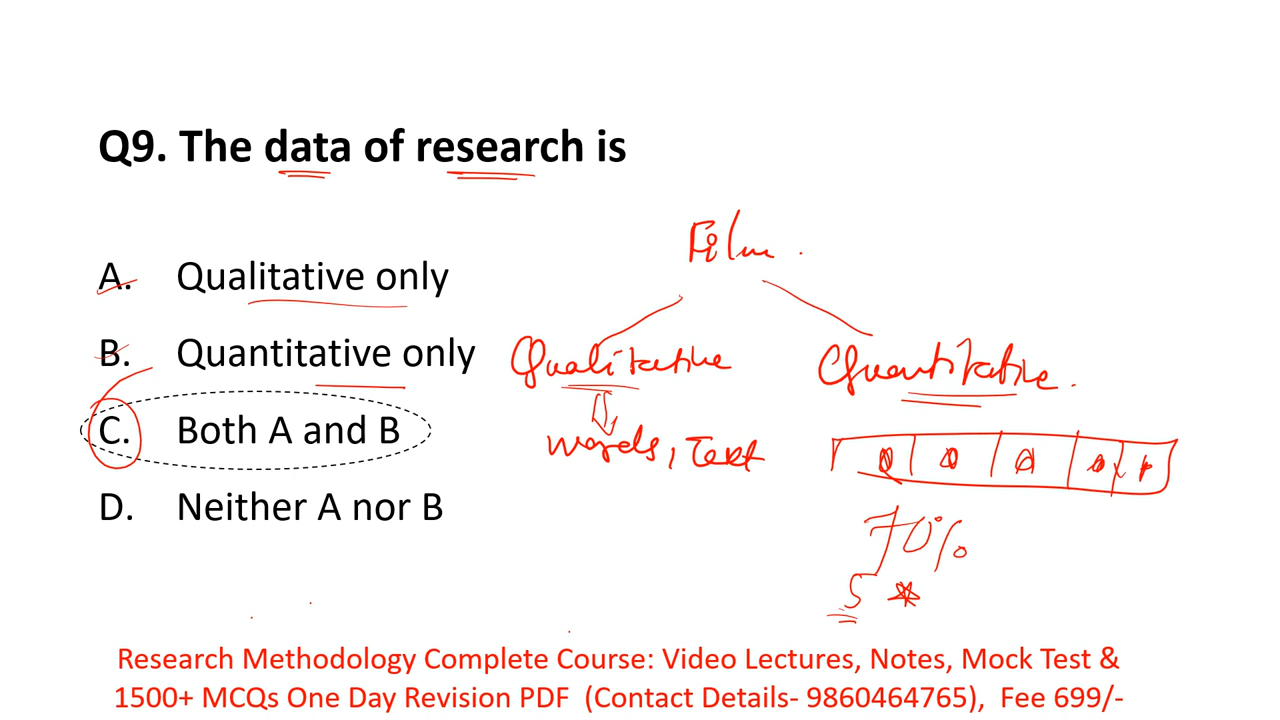 Q9. The data of research is
Film.
A. Qualitative only
B. Quantitative only
Qualitative Quantitative.
C. Both A and B
words, Text
D. Neither A nor B
70%
5
Research Methodology Complete Course: Video Lectures, Notes, Mock Test &
1500+ MCQs One Day Revision PDF (Contact Details- 9860464765), Fee 699/-